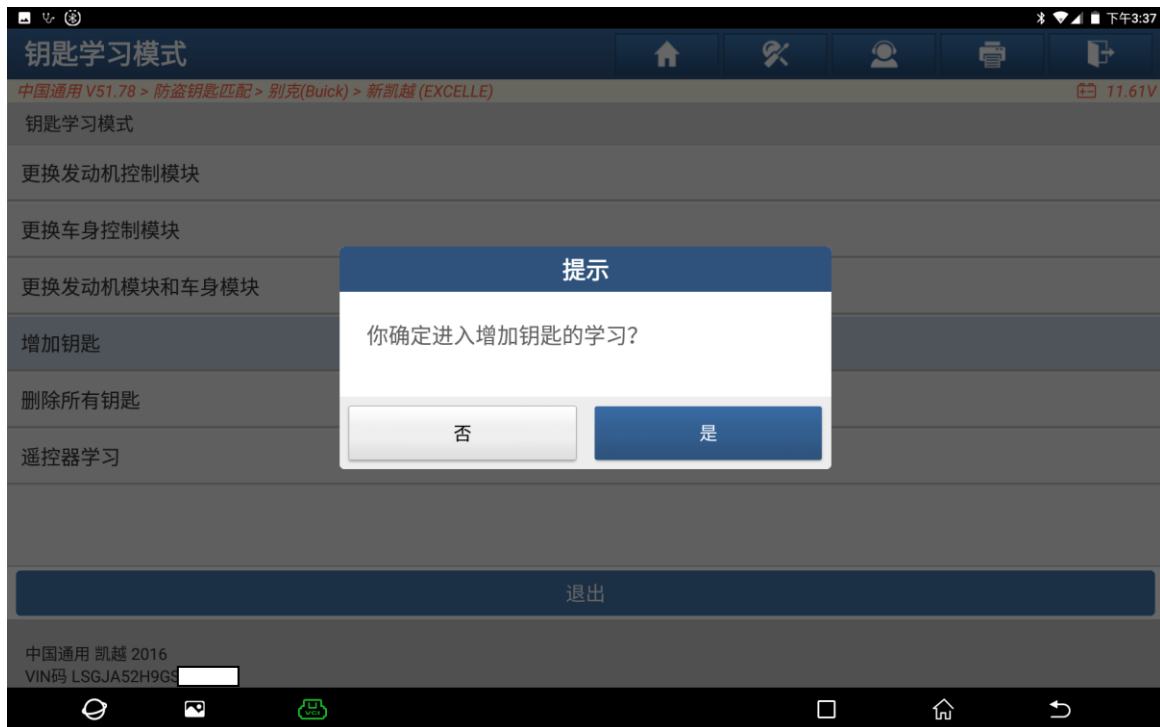 下午3:37
钥匙学习模式
中国通用 V51.78 > 防盗钥匙匹配 > 别克(Buick) > 新凯越 (EXCELLE)
11.61V
钥匙学习模式
更换发动机控制模块
更换车身控制模块
更换发动机模块和车身模块
增加钥匙
删除所有钥匙
遥控器学习
提示
你确定进入增加钥匙的学习?
否
是
退出
中国通用 凯越 2016
VIN码 LSGJA52H9GS
VCI